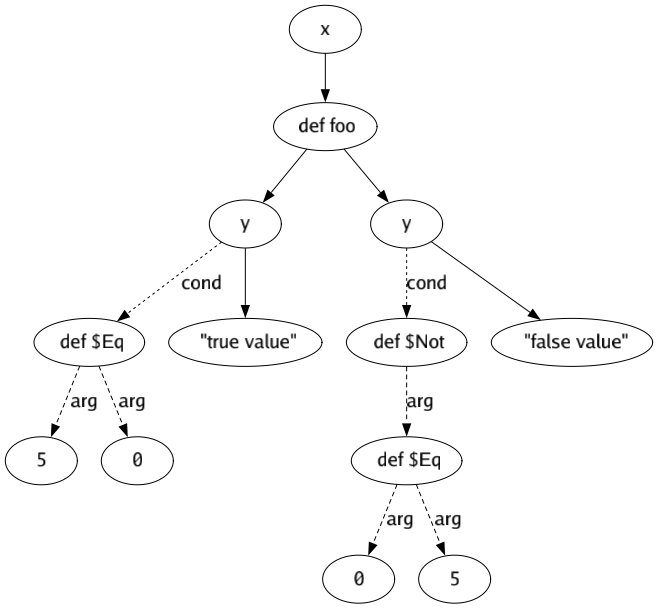 x
def foo
y
y
cond
cond
def $Eq
"true value"
def $Not
"false value"
arg
arg
arg
5
0
def $Eq
arg
arg
0
5